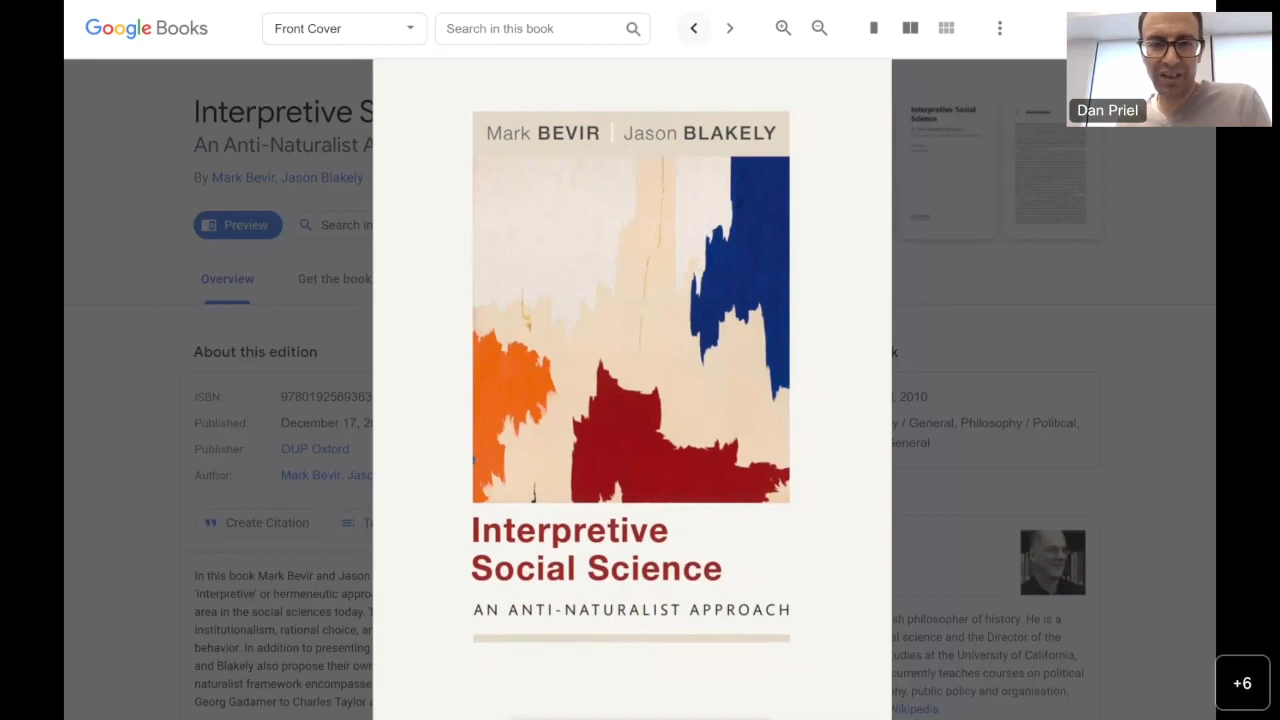 Google Books
Front Cover
Search in this book
Dan Priel
Interpretive S
An Anti-Naturalist A
By Mark Bevir, Jason Blakely
Preview
Search in
Overview
Get the book
About this edition
ISBN: 9780192569363
Published: December 17, 2
Publisher: OUP Oxford
Author: Mark Bevir, Jaso
Create Citation
Ta
In this book Mark Bevir and Jason
'interpretive' or hermeneutic appro
area in the social sciences today. T
institutionalism, rational choice, an
behavior. In addition to presenting
and Blakely also propose their own
naturalist framework encompasse
Georg Gadamer to Charles Taylor a
Mark BEVIR | Jason BLAKELY
Interpretive
Social Science
AN ANTI-NATURALIST APPROACH
Interpretive Social
Science
k
, 2010
y / General, Philosophy / Political,
General
sh philosopher of history. He is a
al science and the Director of the
udies at the University of California,
urrently teaches courses on political
hy, public policy and organisation,
Wikipedia
+6